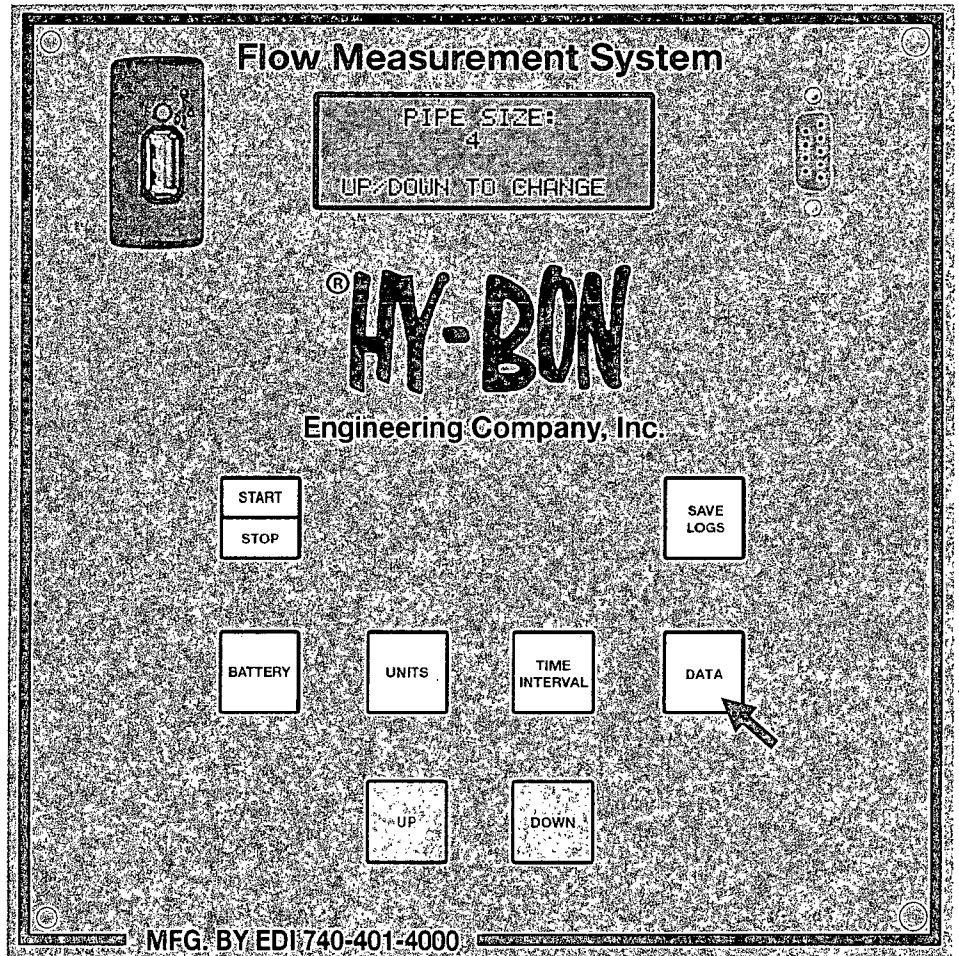 Flow Measurement System
PIPE SIZE:
4
UP/DOWN TO CHANGE
® HY-BON
Engineering Company, Inc.
START
STOP
SAVE
LOGS
BATTERY
UNITS
TIME
INTERVAL
DATA
UP
DOWN
MFG. BY EDI 740-401-4000